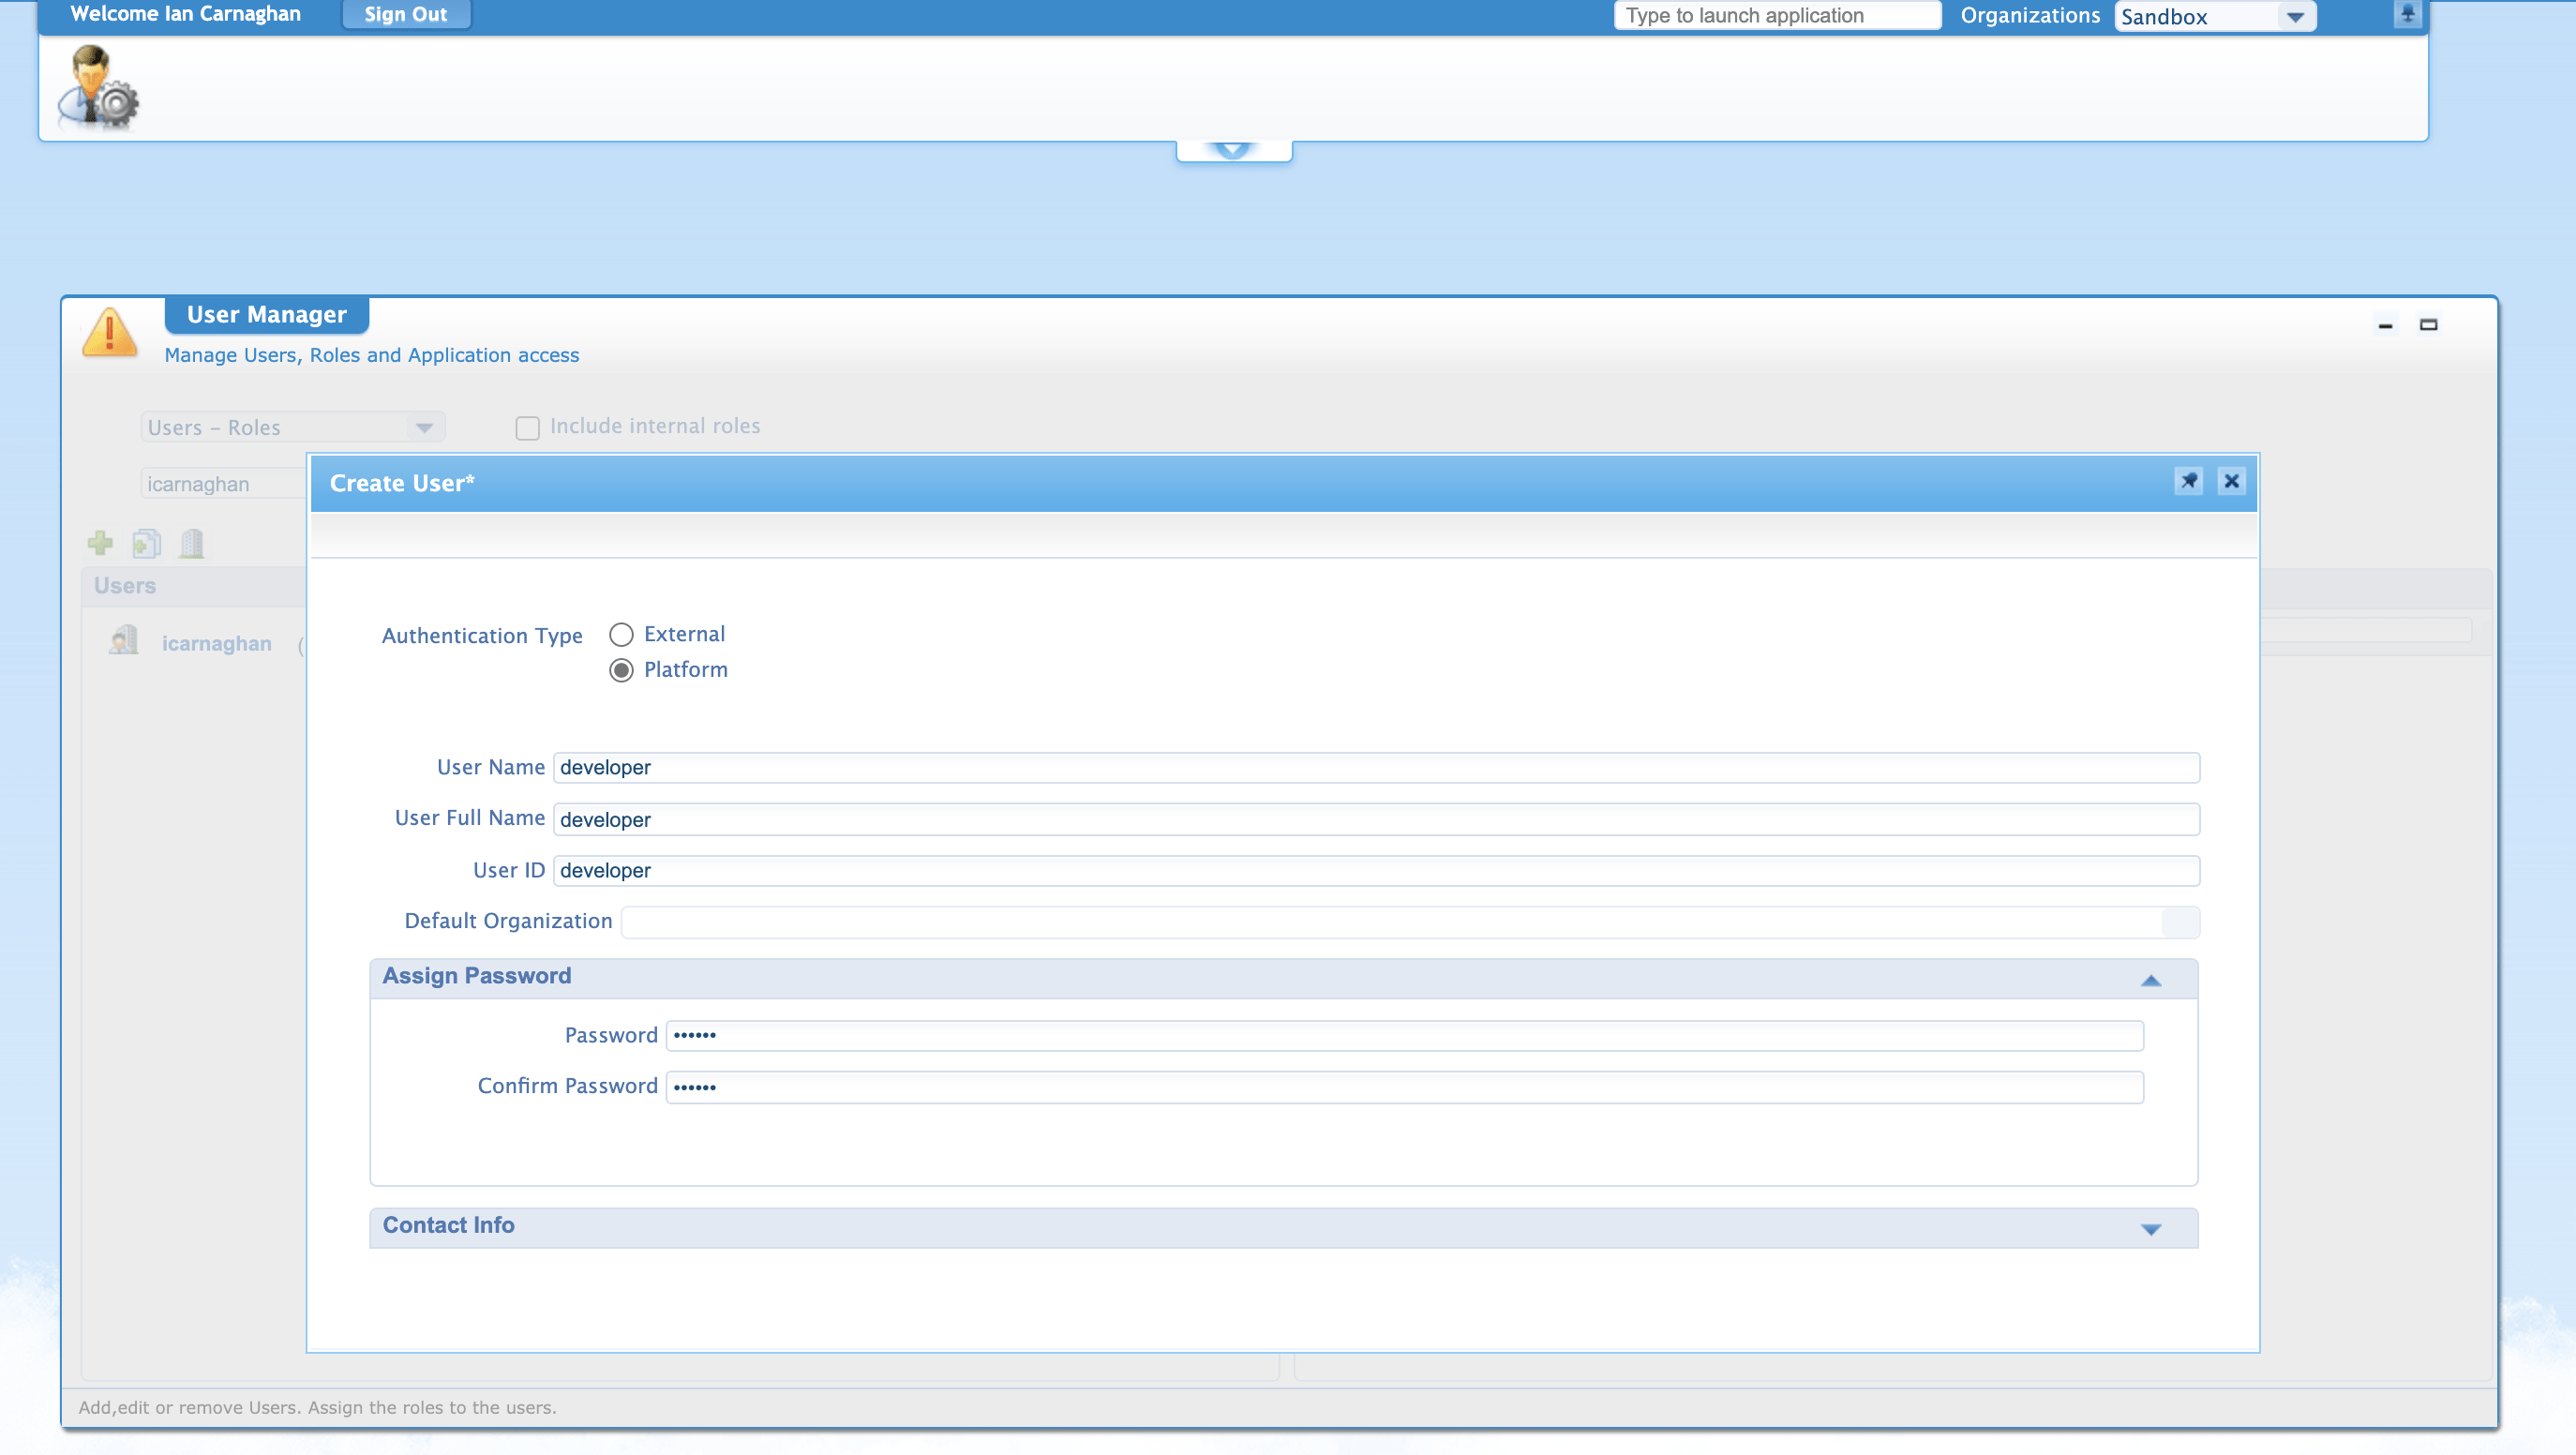 Welcome Ian Carnaghan Sign Out Type to launch application Organizations Sandbox
User Manager
Manage Users, Roles and Application access
Users – Roles Include internal roles
icarnaghan
Create User*
Users
icarnaghan (
Authentication Type External
Platform
User Name developer
User Full Name developer
User ID developer
Default Organization
Assign Password
Password ••••••
Confirm Password ••••••
Contact Info
Add,edit or remove Users. Assign the roles to the users.